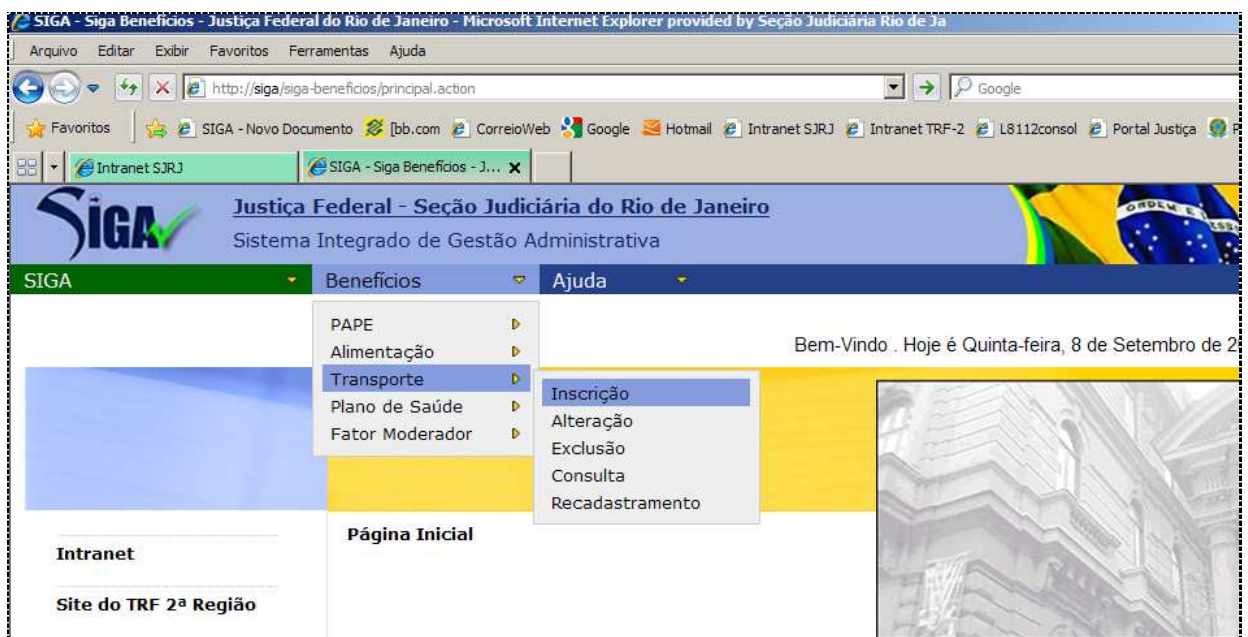 SIGA - Siga Benefícios - Justiça Federal do Rio de Janeiro - Microsoft Internet Explorer provided by Seção Judiciária Rio de Ja
Arquivo Editar Exibir Favoritos Ferramentas Ajuda
http://siga/siga-beneficios/principal.action Google
Favoritos SIGA - Novo Documento [bb.com CorreioWeb Google Hotmail Intranet SJRJ Intranet TRF-2 L8112consol Portal Justiça P
Intranet SJRJ SIGA - Siga Benefícios - J...
SIGA Justiça Federal - Seção Judiciária do Rio de Janeiro
Sistema Integrado de Gestão Administrativa
ORDEM E
SIGA Benefícios Ajuda
PAPE
Bem-Vindo . Hoje é Quinta-feira, 8 de Setembro de 2
Alimentação
Transporte
Plano de Saúde
Fator Moderador
Inscrição
Alteração
Exclusão
Consulta
Recadastramento
Página Inicial
Intranet
Site do TRF 2ª Região